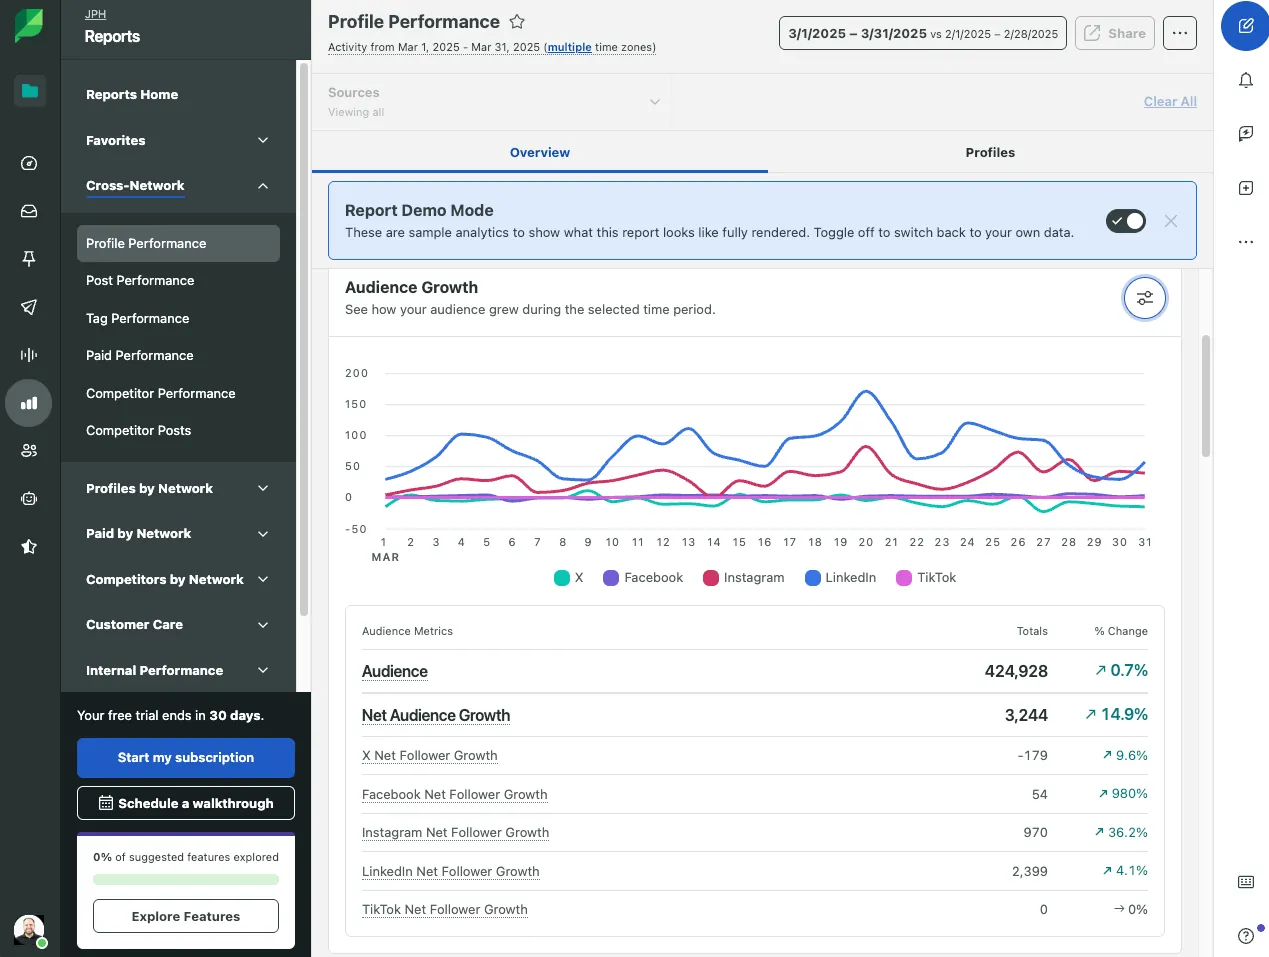 JPH
Reports
Reports Home
Favorites
Cross-Network
Profile Performance
Post Performance
Tag Performance
Paid Performance
Competitor Performance
Competitor Posts
Profiles by Network
Paid by Network
Competitors by Network
Customer Care
Internal Performance
Your free trial ends in 30 days.
Start my subscription
Schedule a walkthrough
0% of suggested features explored
Explore Features
Profile Performance
Activity from Mar 1, 2025 - Mar 31, 2025 (multiple time zones)
3/1/2025 – 3/31/2025 vs 2/1/2025 – 2/28/2025
Share
Sources
Viewing all
Clear All
Overview
Profiles
Report Demo Mode
These are sample analytics to show what this report looks like fully rendered. Toggle off to switch back to your own data.
Audience Growth
See how your audience grew during the selected time period.
200
150
100
50
0
-50
1 2 3 4 5 6 7 8 9 10 11 12 13 14 15 16 17 18 19 20 21 22 23 24 25 26 27 28 29 30 31
MAR
X Facebook Instagram LinkedIn TikTok
Audience Metrics Totals % Change
Audience 424,928 ↗ 0.7%
Net Audience Growth 3,244 ↗ 14.9%
X Net Follower Growth -179 ↗ 9.6%
Facebook Net Follower Growth 54 ↗ 980%
Instagram Net Follower Growth 970 ↗ 36.2%
LinkedIn Net Follower Growth 2,399 ↗ 4.1%
TikTok Net Follower Growth 0 → 0%